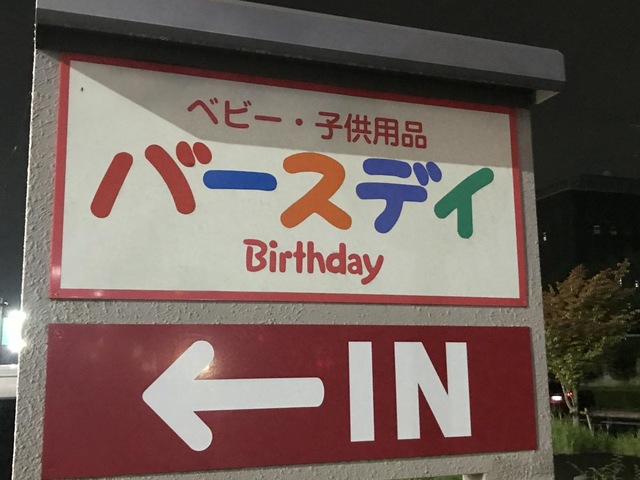 ベビー・子供用品
バースデイ
Birthday
← IN